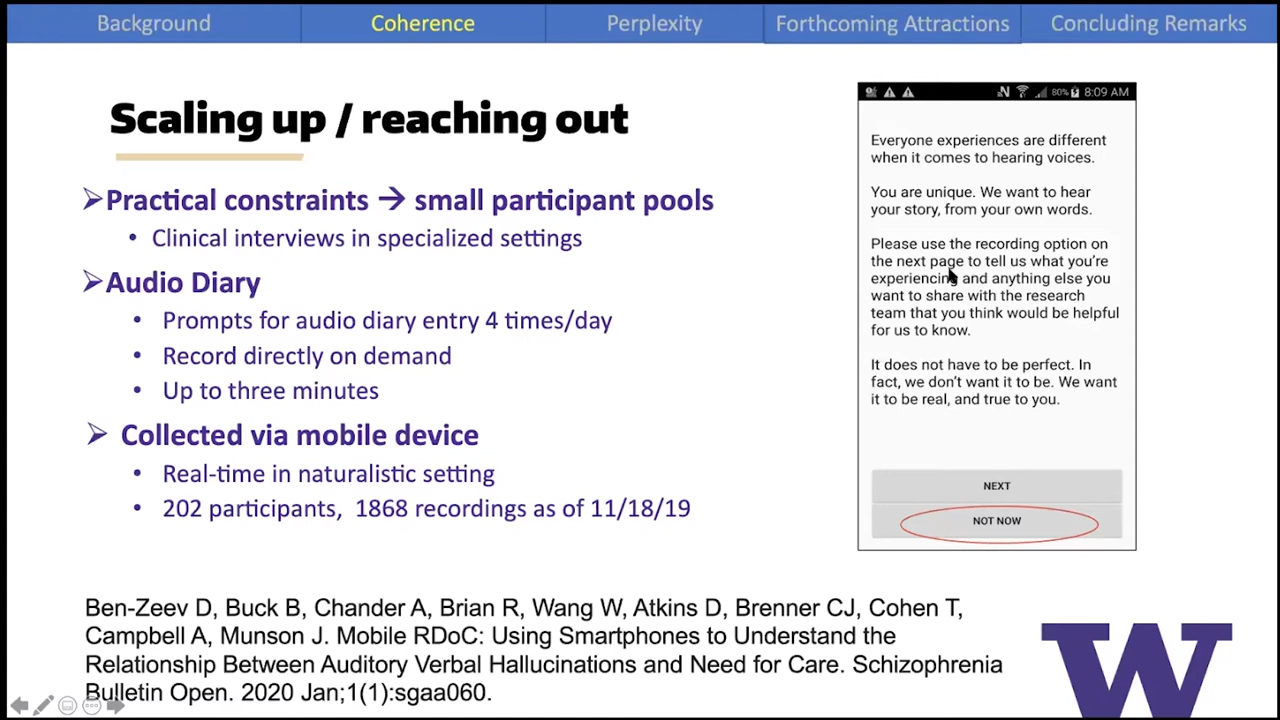 Background Coherence Perplexity Forthcoming Attractions Concluding Remarks
Scaling up / reaching out
➢Practical constraints → small participant pools
• Clinical interviews in specialized settings
➢Audio Diary
• Prompts for audio diary entry 4 times/day
• Record directly on demand
• Up to three minutes
➢ Collected via mobile device
• Real-time in naturalistic setting
• 202 participants, 1868 recordings as of 11/18/19
80% 8:09 AM
Everyone experiences are different
when it comes to hearing voices.
You are unique. We want to hear
your story, from your own words.
Please use the recording option on
the next page to tell us what you're
experiencing and anything else you
want to share with the research
team that you think would be helpful
for us to know.
It does not have to be perfect. In
fact, we don't want it to be. We want
it to be real, and true to you.
NEXT
NOT NOW
Ben-Zeev D, Buck B, Chander A, Brian R, Wang W, Atkins D, Brenner CJ, Cohen T,
Campbell A, Munson J. Mobile RDoC: Using Smartphones to Understand the
Relationship Between Auditory Verbal Hallucinations and Need for Care. Schizophrenia
Bulletin Open. 2020 Jan;1(1):sgaa060.
W